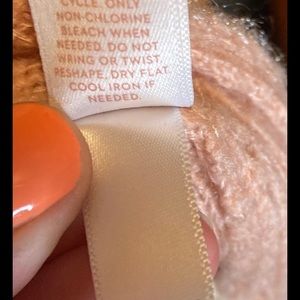 CYCLE. ONLY
NON-CHLORINE
BLEACH WHEN
NEEDED. DO NOT
WRING OR TWIST.
RESHAPE. DRY FLAT.
COOL IRON IF
NEEDED.